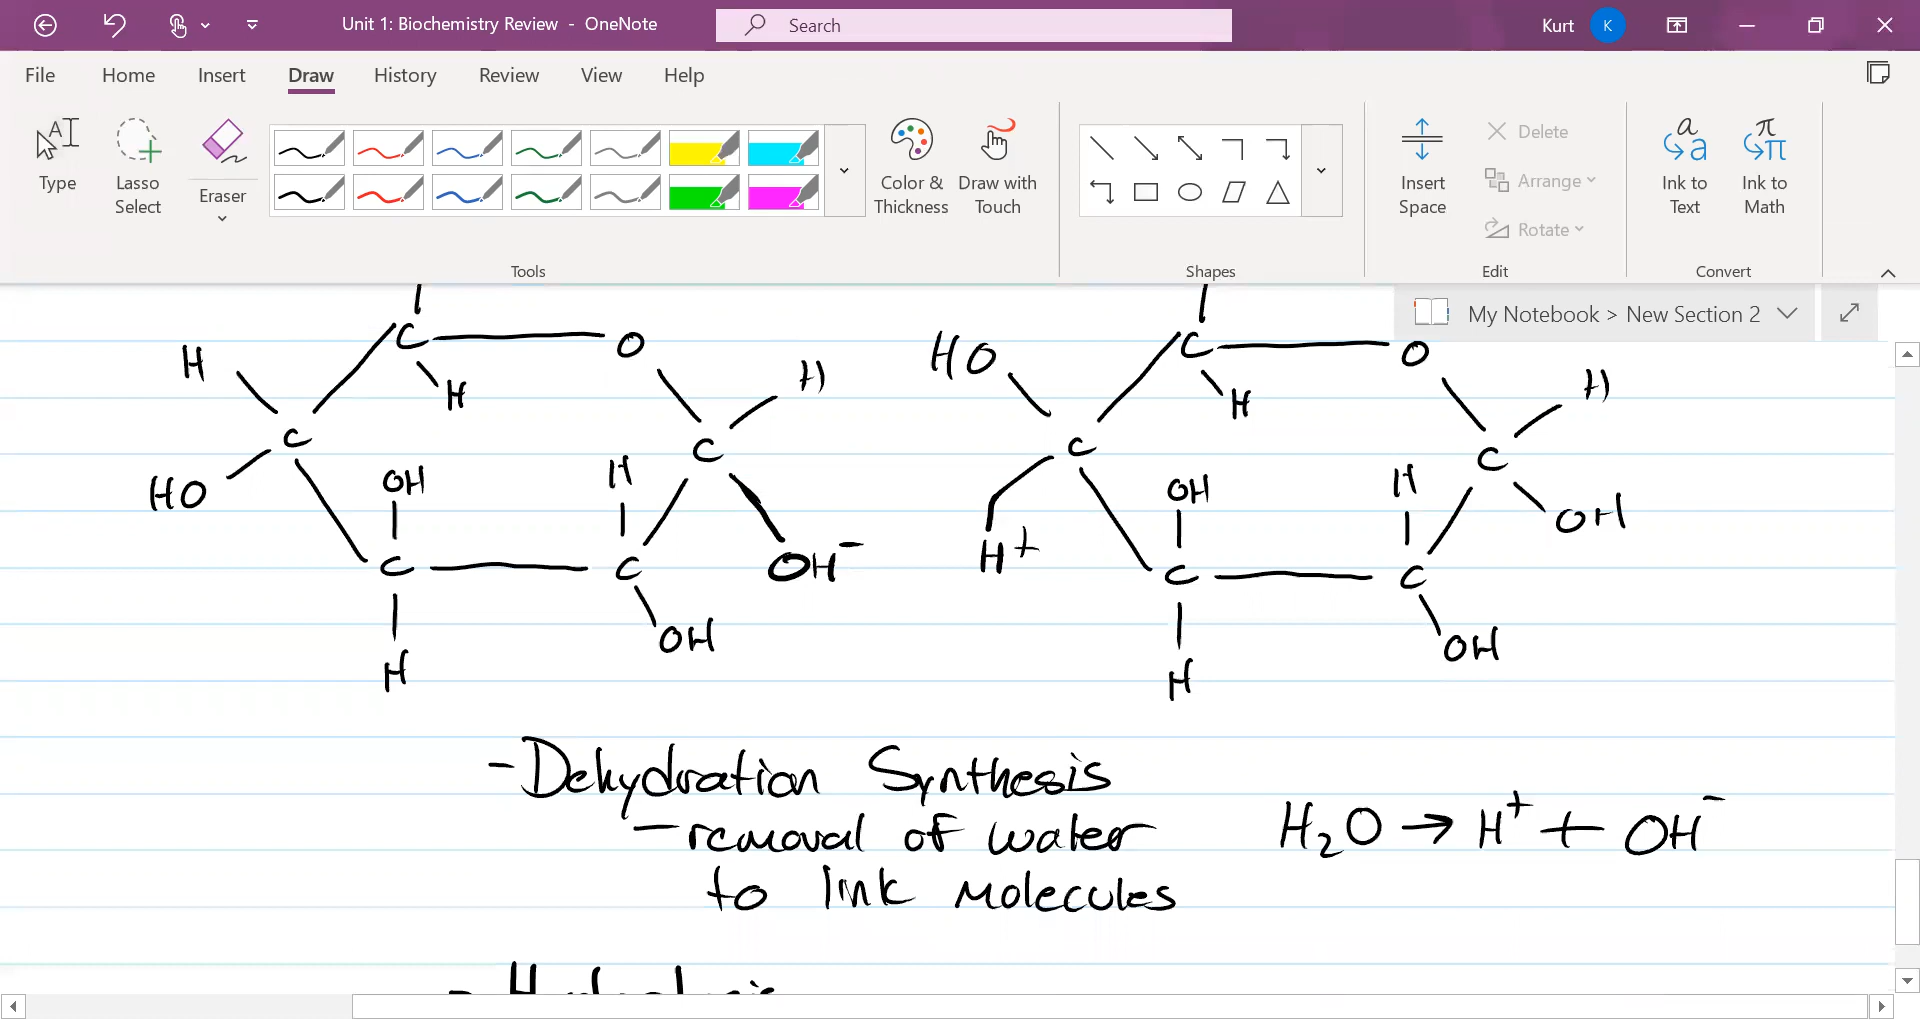 Unit 1: Biochemistry Review - OneNote
Search
Kurt K
File Home Insert Draw History Review View Help
Type
Lasso Select
Eraser
Color & Thickness
Draw with Touch
Insert Space
Delete
Arrange
Rotate
Ink to Text
Ink to Math
Tools Shapes Edit Convert
My Notebook > New Section 2
C O H H
H C HO C
OH H
C C OH⁻
H OH
HO C O H H
C C
OH H OH
H⁺ C C
H OH
- Dehydration Synthesis
- removal of water
to link molecules
H₂O → H⁺ + OH⁻